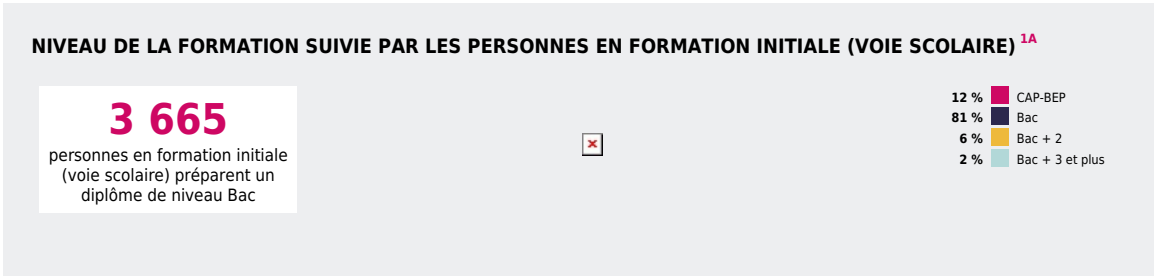 NIVEAU DE LA FORMATION SUIVIE PAR LES PERSONNES EN FORMATION INITIALE (VOIE SCOLAIRE) 1A
3 665
personnes en formation initiale
(voie scolaire) préparent un
diplôme de niveau Bac
12 % CAP-BEP
81 % Bac
6 % Bac + 2
2 % Bac + 3 et plus